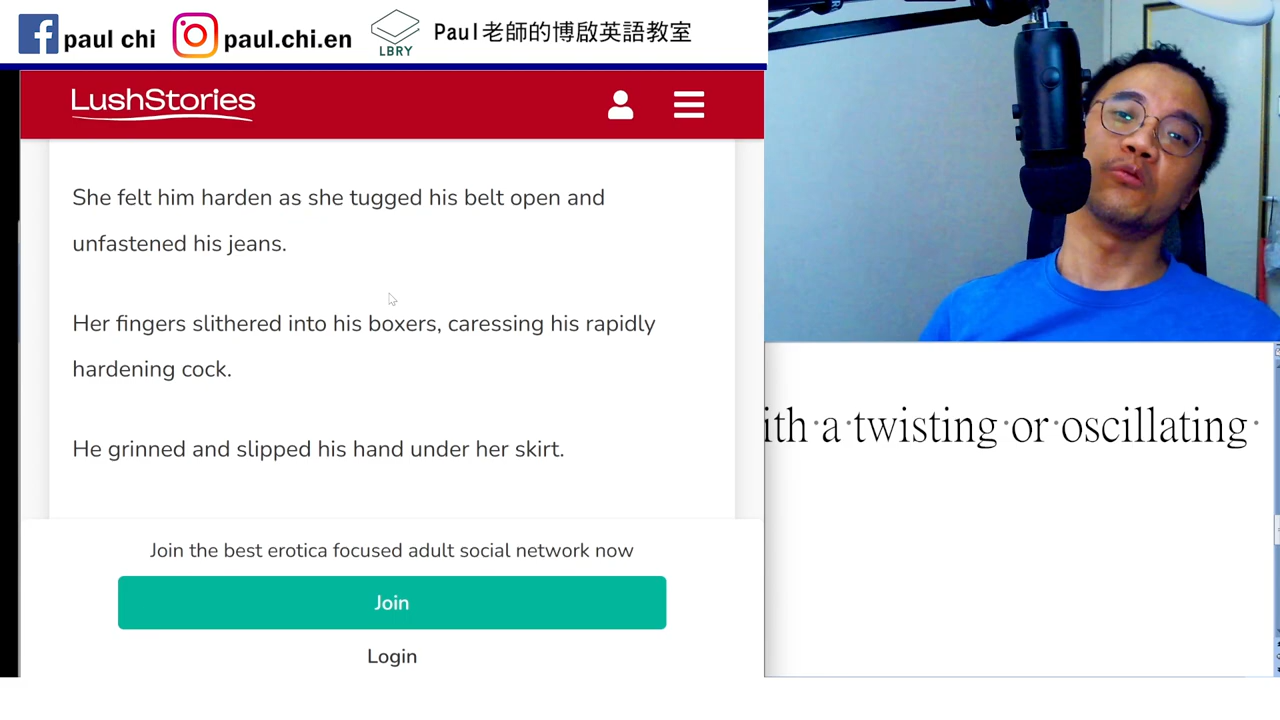 paul chi
paul.chi.en
LBRY
Paul老師的博啟英語教室
LushStories
She felt him harden as she tugged his belt open and
unfastened his jeans.
Her fingers slithered into his boxers, caressing his rapidly
hardening cock.
He grinned and slipped his hand under her skirt.
Join the best erotica focused adult social network now
Join
Login
ith a twisting or oscillating